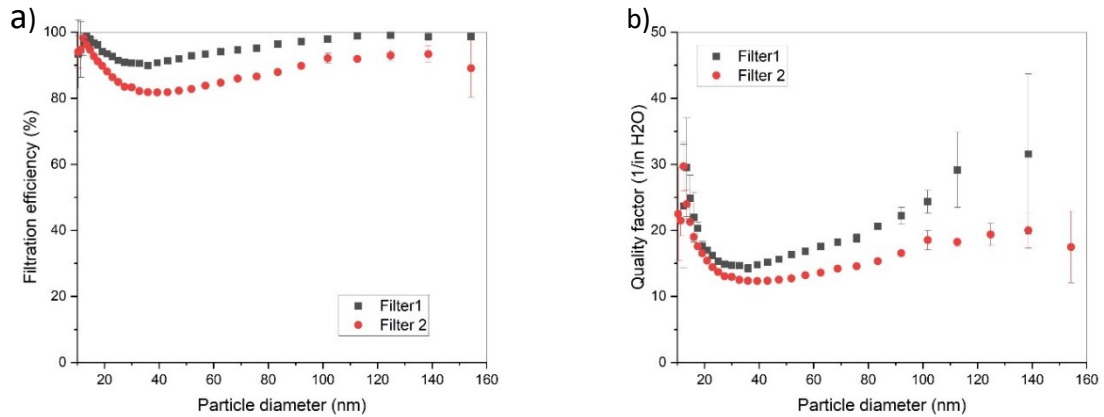 a)
Filtration efficiency (%)
100
80
60
40
20
0
Filter1
Filter 2
20 40 60 80 100 120 140 160
Particle diameter (nm)
b)
Quality factor (1/in H2O)
50
40
30
20
10
0
Filter1
Filter 2
20 40 60 80 100 120 140 160
Particle diameter (nm)